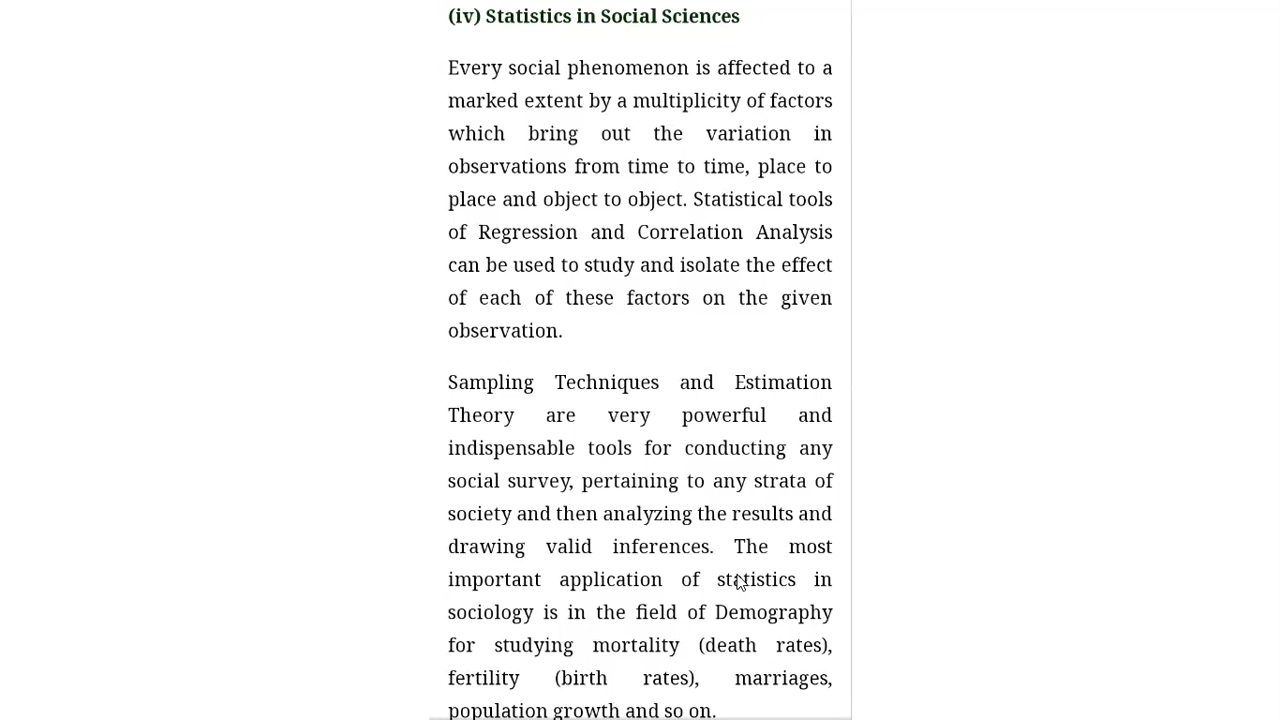 (iv) Statistics in Social Sciences
Every social phenomenon is affected to a
marked extent by a multiplicity of factors
which bring out the variation in
observations from time to time, place to
place and object to object. Statistical tools
of Regression and Correlation Analysis
can be used to study and isolate the effect
of each of these factors on the given
observation.
Sampling Techniques and Estimation
Theory are very powerful and
indispensable tools for conducting any
social survey, pertaining to any strata of
society and then analyzing the results and
drawing valid inferences. The most
important application of statistics in
sociology is in the field of Demography
for studying mortality (death rates),
fertility (birth rates), marriages,
population growth and so on.